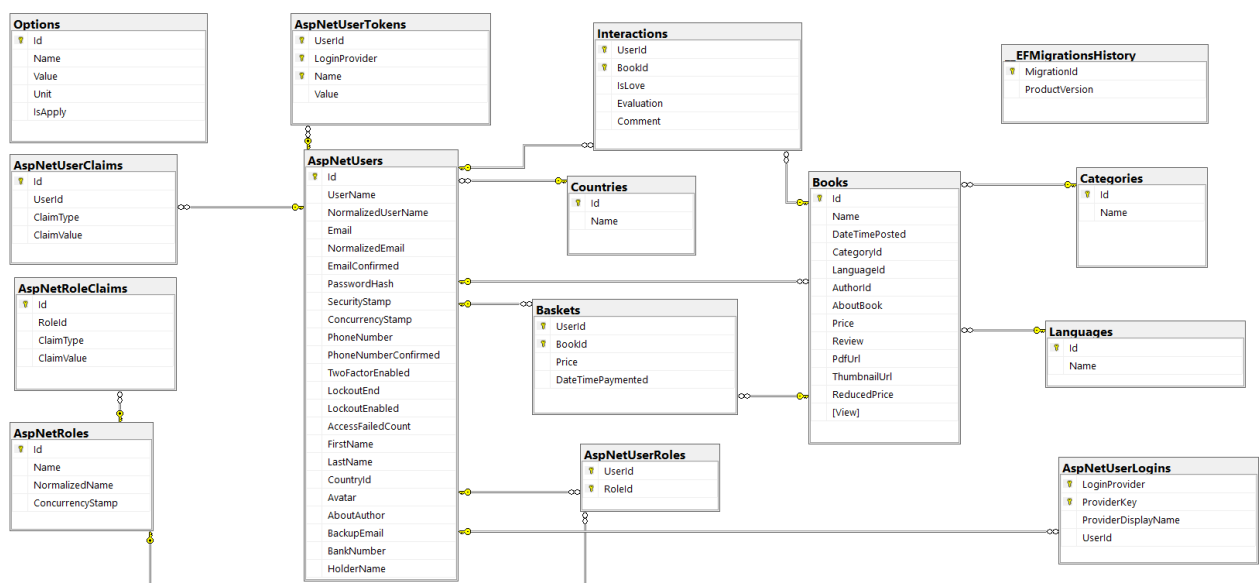 Options
Id
Name
Value
Unit
IsApply
AspNetUserTokens
UserId
LoginProvider
Name
Value
Interactions
UserId
BookId
IsLove
Evaluation
Comment
__EFMigrationsHistory
MigrationId
ProductVersion
AspNetUserClaims
Id
UserId
ClaimType
ClaimValue
AspNetUsers
Id
UserName
NormalizedUserName
Email
NormalizedEmail
EmailConfirmed
PasswordHash
SecurityStamp
ConcurrencyStamp
PhoneNumber
PhoneNumberConfirmed
TwoFactorEnabled
LockoutEnd
LockoutEnabled
AccessFailedCount
FirstName
LastName
CountryId
Avatar
AboutAuthor
BackupEmail
BankNumber
HolderName
Countries
Id
Name
Books
Id
Name
DateTimePosted
CategoryId
LanguageId
AuthorId
AboutBook
Price
Review
PdfUrl
ThumbnailUrl
ReducedPrice
[View]
Categories
Id
Name
AspNetRoleClaims
Id
RoleId
ClaimType
ClaimValue
Baskets
UserId
BookId
Price
DateTimePaymented
Languages
Id
Name
AspNetRoles
Id
Name
NormalizedName
ConcurrencyStamp
AspNetUserRoles
UserId
RoleId
AspNetUserLogins
LoginProvider
ProviderKey
ProviderDisplayName
UserId